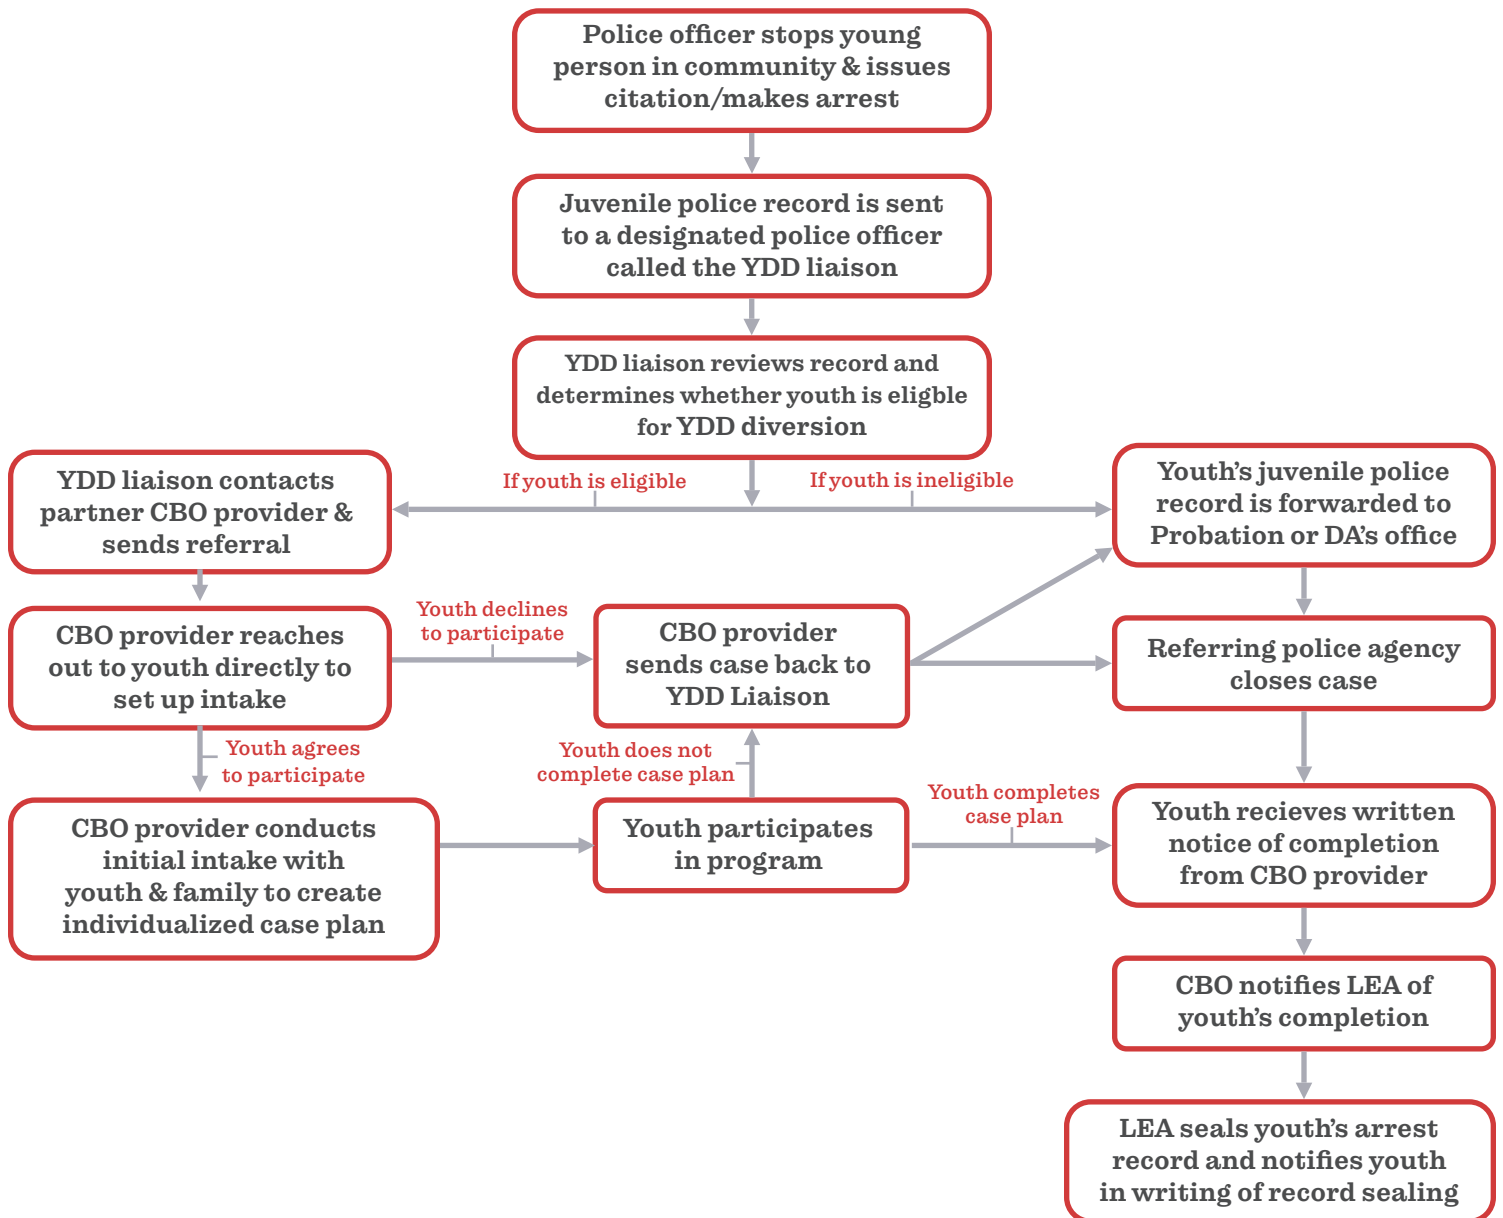 Police officer stops young
person in community & issues
citation/makes arrest
Juvenile police record is sent
to a designated police officer
called the YDD liaison
YDD liaison reviews record and
determines whether youth is eligble
for YDD diversion
If youth is eligible
If youth is ineligible
YDD liaison contacts
partner CBO provider &
sends referral
Youth's juvenile police
record is forwarded to
Probation or DA's office
CBO provider reaches
out to youth directly to
set up intake
Youth declines
to participate
CBO provider
sends case back to
YDD Liaison
Referring police agency
closes case
Youth agrees
to participate
Youth does not
complete case plan
CBO provider conducts
initial intake with
youth & family to create
individualized case plan
Youth participates
in program
Youth completes
case plan
Youth recieves written
notice of completion
from CBO provider
CBO notifies LEA of
youth's completion
LEA seals youth's arrest
record and notifies youth
in writing of record sealing